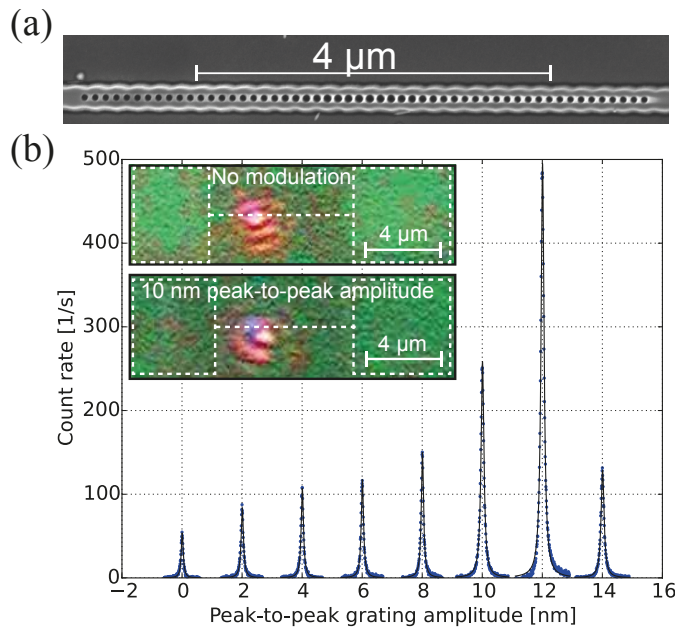 (a)
4 μm
(b)
500
400
300
200
100
0
Count rate [1/s]
No modulation
4 μm
10 nm peak-to-peak amplitude
4 μm
−2 0 2 4 6 8 10 12 14 16
Peak-to-peak grating amplitude [nm]